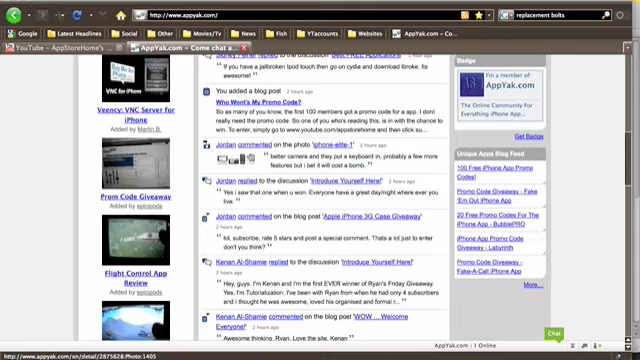 http://www.appyak.com/
replacement bolts
Google
Latest Headlines
Social
Other
Movies/Tv
News
Fish
YTaccounts
Websites
AppYak.com – Co...
YouTube - AppStoreHome's ...
AppYak.com – Come chat a...
replied to the discussion
If you have a jailbroken Ipod touch then go on cydia and download Ibroke. Its
awesome!
You added a blog post 2 hours ago
Who Wont's My Promo Code?
So as many of you know, the first 100 members got a promo code for a app. I dont
really need the promo code. So one of you who's reading this, is in with the chance
to win. To enter, simply go to www.youtube.com/appstorehome and then click su...
Jordan commented on the photo 'iphone-elite-1' 2 hours ago
better camera and they put a keyboard in, probably a few more
features but i bet it will cost a bomb.
Jordan replied to the discussion 'Introduce Yourself Here!' 2 hours ago
Yes i saw that one when u won. Everyone have great day/night where ever you
live.
Jordan commented on the blog post 'Apple iPhone 3G Case Giveaway'
2 hours ago
lol, subscribe, rate 5 stars and post a special comment. Thats a lot just to enter
don't you think?
Kenan Al-Shamie replied to the discussion 'Introduce Yourself Here!'
2 hours ago
Hey, guys. I'm Kenan and I'm the first EVER winner of Ryan's Friday Giveaway.
Yes, I'm Tutorialization. I've been with Ryan from when he had only 4 subscribers
and I thought he was awesome, loved his organised and formal r...
Kenan Al-Shamie commented on the blog post 'WOW ... Welcome
Everyone!' 2 hours ago
Awesome thinking, Ryan. Love the site. Kenan
VNC for iPhone
Veency: VNC Server for
iPhone
Added by Martin B.
Prom Code Giveaway
Added by epicipods
Flight Control App
Review
Added by epicipods
Badge
I'm a member of
AppYak.com
The Online Community For
Everything iPhone App...
Get Badge
Unique Apps Blog Feed
100 Free iPhone App Promo
Codes!
Promo Code Giveaway - Fake
'Em Out iPhone App
20 Free Promo Codes For The
iPhone App - BubblePRO
iPhone App Promo Codes -
Labyrinth
Promo Code Giveaway -
Fake-A-Call iPhone App
More...
Chat
AppYak.com | 1 Online
http://www.appyak.com/xn/detail/2875628:Photo:1405